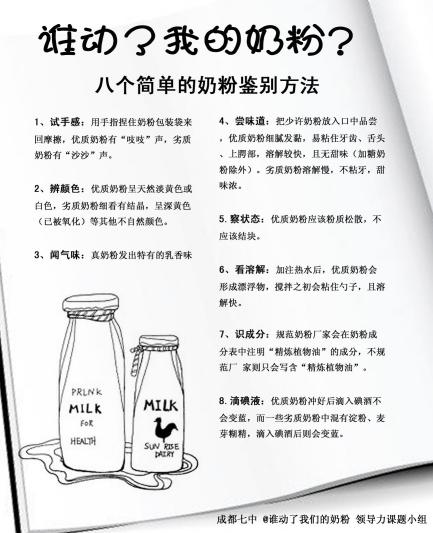 谁动了我的奶粉？
八个简单的奶粉鉴别方法
1、试手感：用手指捏住奶粉包装袋来
回摩擦，优质奶粉有“吱吱”声，劣质
奶粉有“沙沙”声。
2、辨颜色：优质奶粉呈天然淡黄色或
白色，劣质奶粉细看有结晶，呈深黄色
（已被氧化）等其他不自然颜色。
3、闻气味：真奶粉发出特有的乳香味
4、尝味道：把少许奶粉放入口中品尝
，优质奶粉细腻发黏，易粘住牙齿、舌头
、上腭部，溶解较快，且无甜味（加糖奶
粉除外）。劣质奶粉溶解慢，不粘牙，甜
味浓。
5.察状态：优质奶粉应该粉质松散，不
应该结块。
6、看溶解：加注热水后，优质奶粉会
形成漂浮物，搅拌之初会粘住勺子，且溶
解快。
7、识成分：规范奶粉厂家会在奶粉成
分表中注明“精炼植物油”的成分，不规
范厂 家则只会写含“精炼植物油”。
8.滴碘液：优质奶粉冲好后滴入碘酒不
会变蓝，而一些劣质奶粉中混有淀粉、麦
芽糊精，滴入碘酒后则会变蓝。
PRLNK
MILK
FOR
HEALTH
MILK
SUN RISE
DAIRY
成都七中 @谁动了我们的奶粉 领导力课题小组